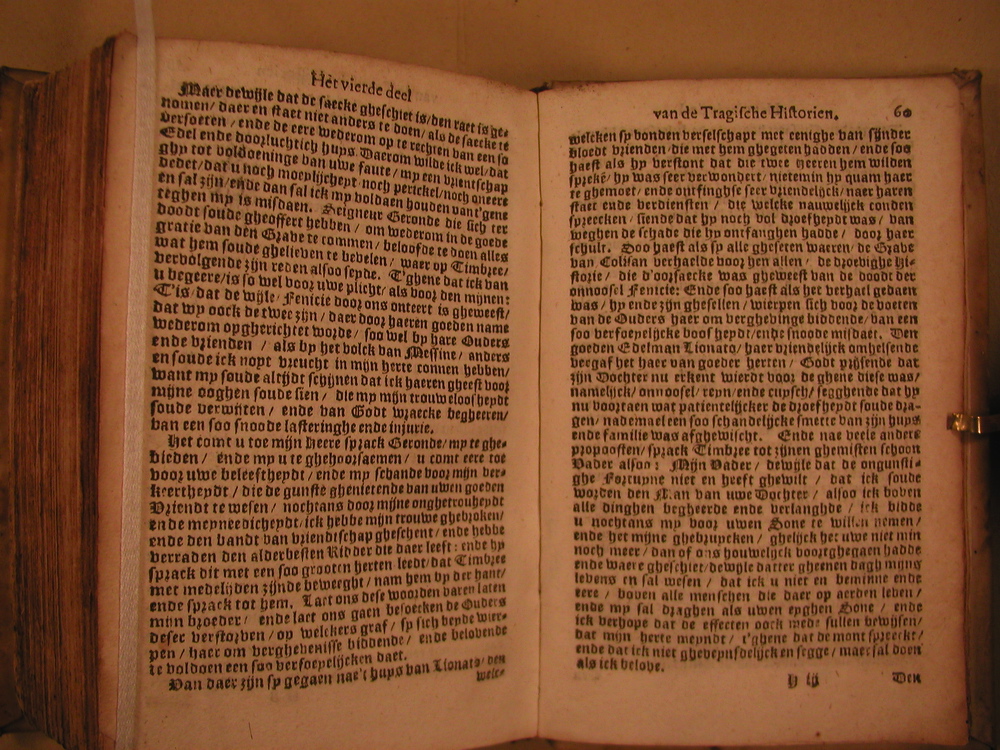 Het vierde deel
Maer dewijle dat de saecke gheschiet is/ den raet is ge-
nomen/ daer en staet niet anders te doen/ als de saecke te
versoeten/ ende de eere wederom op te rechten van een so
Edel ende doorluchtich huys. Daerom wilde ick wel/ dat
ghy tot voldoeninge van uwe faute/ my een vrientschap
dedet/ dat u noch moeylijcheyt noch perickel/ noch oneere
en sal zijn/ ende dan sal ick my voldaen houden vant'gene
teghen my is misdaen. Seigneur Geronde die sich ter
doodt soude gheoffert hebben/ om wederom in de goede
gratie van den Grabe te commen/ beloofde te doen alles
wat hem soude ghelieven te bevelen/ waer op Timbree/
vervolgende zijn reden alsoo seyde. T'ghene dat ick van
u begeere/ is so wel voor uwe plicht/ als voor den mijnen:
T'is/ dat de wijle/ Fenicie door ons onteert is gheweest/
dat wy oock de twee zijn/ daer door haeren goeden name
wederom opgherichtet worde/ soo wel by hare Ouders
ende vrienden / als by het volck van Messine/ anders
en soude ick noyt vreucht in mijn herte connen hebben/
want my soude altijdt schijnen dat ick haeren gheest voor
mijne ooghen soude sien/ die my mijn trouweloosheydt
soude verwijten / ende van Godt wraecke begheeren/
van een soo snoode lasteringhe ende injurie.
Het comt u toe mijn heere sprack Geronde/ my te ghe-
bieden / ende my u te ghehoorsaemen/ u comt eere toe
voor uwe beleeftheydt/ ende my schande voor mijn ver-
keertheydt / die de gunste ghenietende van uwen goeden
Vriendt te wesen/ nochtans door mijne onghetrouheydt
ende meyneedicheydt/ ick hebbe mijn trouwe ghebroken/
ende den bandt van vriendtschap gheschent/ ende hebbe
verraden den alderbesten Ridder die daer leeft: ende hy
sprack dit met een soo grooten herten leedt/ dat Timbree
met medelijden zijnde beweeght/ nam hem by der hant/
ende sprack tot hem. Laet ons dese woorden varen laten
mijn broeder/ ende laet ons gaen besoecken de Ouders
deser verstorven/ op welckers graf/ sy sich beyde wier-
pen/ haer om verghevenisse biddende/ ende belovende
te voldoen een soo versoeyelijcken daet.
Van daer zijn sy gegaen nae't huys van Lionato/ den
welc-
van de Tragische Historien. 60
welcken sy vonden verselschapt met eenighe van sijnder
bloedt vrienden/ die met hem ghegeten hadden/ ende soo
haest als hy verstont dat die twee Heeren hem wilden
spreké/ hy was seer verwondert/ nietemin hy quam haer
te ghemoet/ ende ontfinghse seer vriendelijck/ naer haren
staet ende verdiensten / die welcke nauwelijck conden
spreecken/ siende dat hy noch vol droefheydt was/ van
weghen de schade die hy ontfanghen hadde/ door haer
schult. Soo haest als sy alle gheseten waeren/ de Grabe
van Colisan verhaelde voor hen allen/ de droevighe Hi-
storie/ die d'oorsaecke was gheweest van de doodt der
onnoosel Fenicie: Ende soo haest als het verhael gedaen
was/ hy ende zijn ghesellen/ wierpen sich voor de voeten
van de Ouders haer om verghevinge biddende/ van een
soo versoeyelijcke boosheydt/ ende snoode misdaet. Den
goeden Edelman Lionato/ haer vriendelijck omhelsende
vergaf het haer van goeder herten/ Godt prijsende dat
zijn Dochter nu erkent wierdt voor de ghene diese was/
namelijck/ onnoosel/ reyn/ ende cuysch/ segghende dat hy
nu voortaen wat patientelijcker de droefheydt soude dra-
gen/ nademael een soo schandelijcke smette van zijn huys
ende familie was afghewischt. Ende nae veele anders
propoosten/ sprack Timbree tot zijnen ghemisten schoon
Vader alsoo: Mijn Vader/ dewijle dat de ongunsti-
ghe Fortuyne niet en heeft ghewilt / dat ick soude
worden den Man van uwe Dochter/ alsoo ick boven
alle dinghen begheerde ende verlanghde/ ick bidde
u nochtans my voor uwen Sone te willen nemen/
ende het mijne ghebruycken/ ghelijck het uwe niet min
noch meer/ dan of ons houwelijck voortghegaen hadde
ende waere gheschiet/ dewijle datter gheenen dagh mijns
levens en sal wesen/ dat ick u niet en beminne ende
eere/ boven alle menschen die daer op aerden leven/
ende my sal draghen als uwen eyghen Sone/ ende
ick verhope dat de effecten oock mede sullen bewijsen/
dat mijn herte meyndt/ t'ghene dat de mont spreeckt/
ende dat ick niet gheveynsdelijck en segge/ maer sal doen
als ick belove.
H iij Den